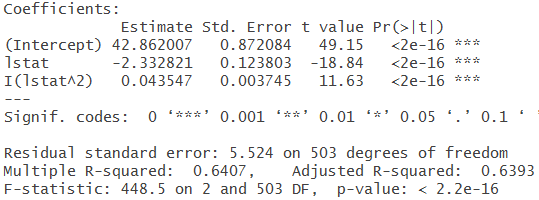 Coefficients:
Estimate Std. Error t value Pr(>|t|)
(Intercept) 42.862007 0.872084 49.15 <2e-16 ***
lstat -2.332821 0.123803 -18.84 <2e-16 ***
I(lstat^2) 0.043547 0.003745 11.63 <2e-16 ***
---
Signif. codes: 0 ‘***’ 0.001 ‘**’ 0.01 ‘*’ 0.05 ‘.’ 0.1 ‘
Residual standard error: 5.524 on 503 degrees of freedom
Multiple R-squared: 0.6407, Adjusted R-squared: 0.6393
F-statistic: 448.5 on 2 and 503 DF, p-value: < 2.2e-16